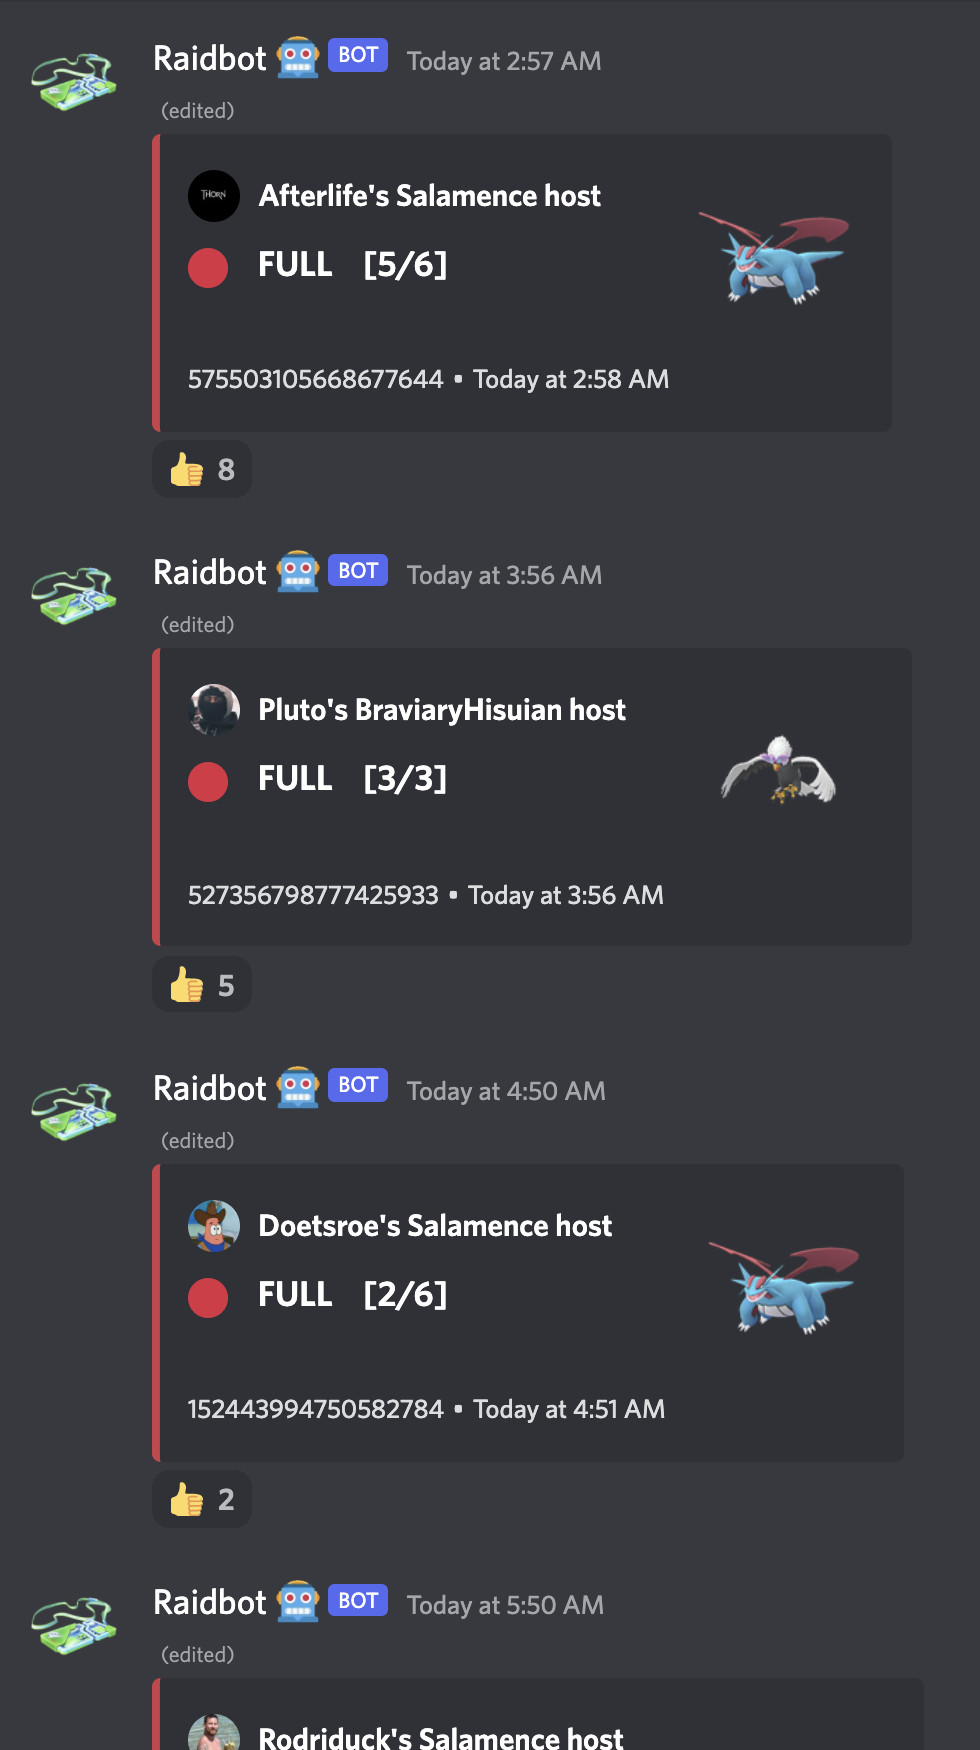 Raidbot BOT Today at 2:57 AM
(edited)
THORN
Afterlife's Salamence host
FULL [5/6]
575503105668677644 • Today at 2:58 AM
8
Raidbot BOT Today at 3:56 AM
(edited)
Pluto's BraviaryHisuian host
FULL [3/3]
527356798777425933 • Today at 3:56 AM
5
Raidbot BOT Today at 4:50 AM
(edited)
Doetsroe's Salamence host
FULL [2/6]
152443994750582784 • Today at 4:51 AM
2
Raidbot BOT Today at 5:50 AM
(edited)
Rodriduck's Salamence host